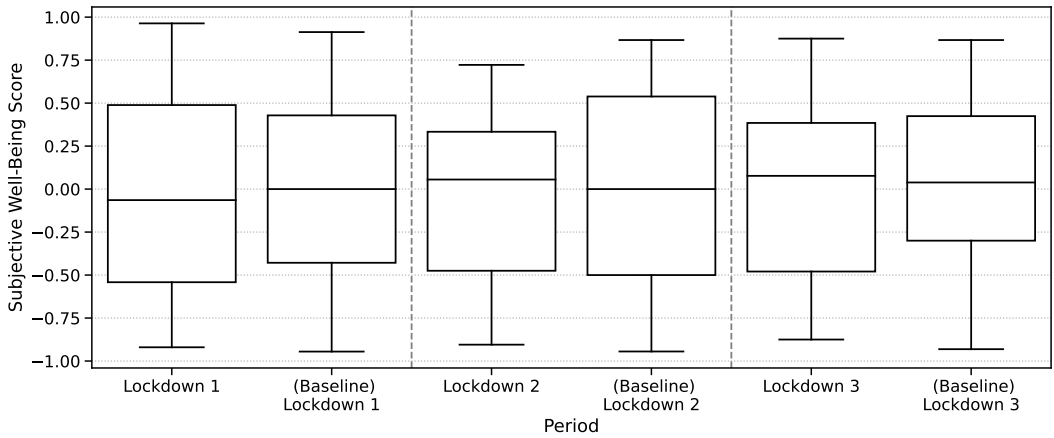 1.00
0.75
0.50
0.25
0.00
−0.25
−0.50
−0.75
−1.00
Subjective Well-Being Score
Lockdown 1
(Baseline)
Lockdown 1
Lockdown 2
(Baseline)
Lockdown 2
Lockdown 3
(Baseline)
Lockdown 3
Period